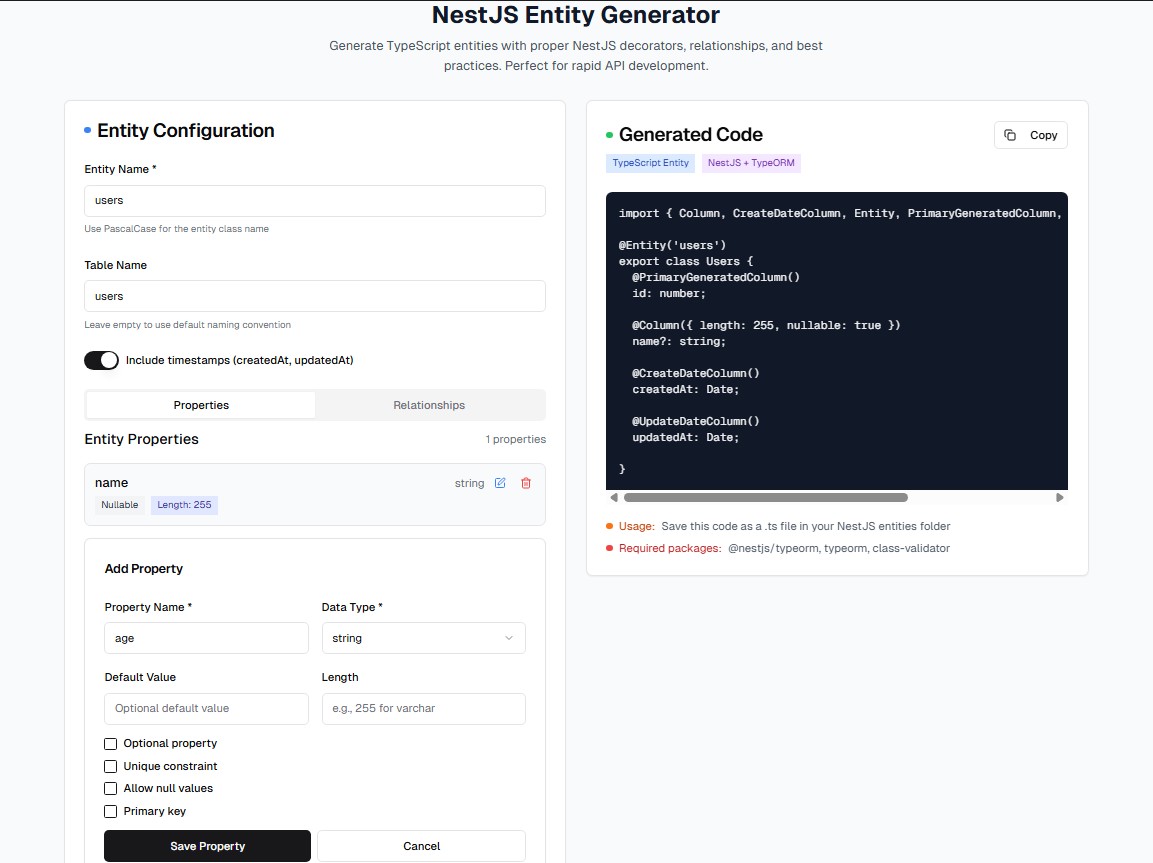 NestJS Entity Generator
Generate TypeScript entities with proper NestJS decorators, relationships, and best
practices. Perfect for rapid API development.
Entity Configuration
Entity Name *
users
Use PascalCase for the entity class name
Table Name
users
Leave empty to use default naming convention
Include timestamps (createdAt, updatedAt)
Properties
Relationships
Entity Properties
1 properties
name
string
Nullable
Length: 255
Add Property
Property Name *
Data Type *
age
string
Default Value
Length
Optional default value
e.g., 255 for varchar
Optional property
Unique constraint
Allow null values
Primary key
Save Property
Cancel
Generated Code
Copy
TypeScript Entity
NestJS + TypeORM
import { Column, CreateDateColumn, Entity, PrimaryGeneratedColumn,
@Entity('users')
export class Users {
@PrimaryGeneratedColumn()
id: number;
@Column({ length: 255, nullable: true })
name?: string;
@CreateDateColumn()
createdAt: Date;
@UpdateDateColumn()
updatedAt: Date;
}
Usage: Save this code as a .ts file in your NestJS entities folder
Required packages: @nestjs/typeorm, typeorm, class-validator